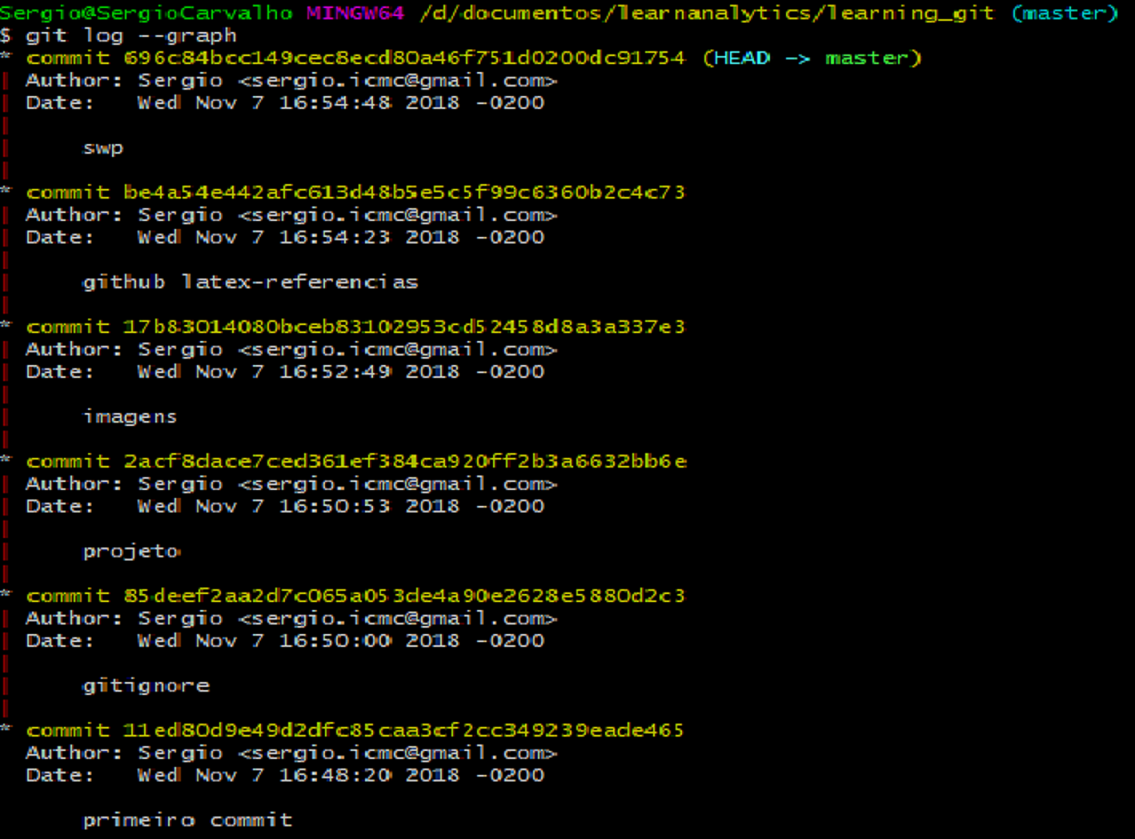 Sergio@SergioCarvalho MINGW64 /d/documentos/learnanalytics/learning_git (master)
$ git log --graph
* commit 696c84bcc149cec8ecd80a46f751d0200dc91754 (HEAD -> master)
| Author: Sergio <sergio.icmc@gmail.com>
| Date:   Wed Nov 7 16:54:48 2018 -0200
|
|     swp
|
* commit be4a54e442afc613d48b5e5c5f99c6360b2c4c73
| Author: Sergio <sergio.icmc@gmail.com>
| Date:   Wed Nov 7 16:54:23 2018 -0200
|
|     github latex-referencias
|
* commit 17b83014080bceb83102953cd52458d8a3a337e3
| Author: Sergio <sergio.icmc@gmail.com>
| Date:   Wed Nov 7 16:52:49 2018 -0200
|
|     imagens
|
* commit 2acf8dace7ced361ef384ca920ff2b3a6632bb6e
| Author: Sergio <sergio.icmc@gmail.com>
| Date:   Wed Nov 7 16:50:53 2018 -0200
|
|     projeto
|
* commit 85deef2aa2d7c065a053de4a90e2628e5880d2c3
| Author: Sergio <sergio.icmc@gmail.com>
| Date:   Wed Nov 7 16:50:00 2018 -0200
|
|     gitignore
|
* commit 11ed80d9e49d2dfc85caa3cf2cc349239eade465
  Author: Sergio <sergio.icmc@gmail.com>
  Date:   Wed Nov 7 16:48:20 2018 -0200

      primeiro commit